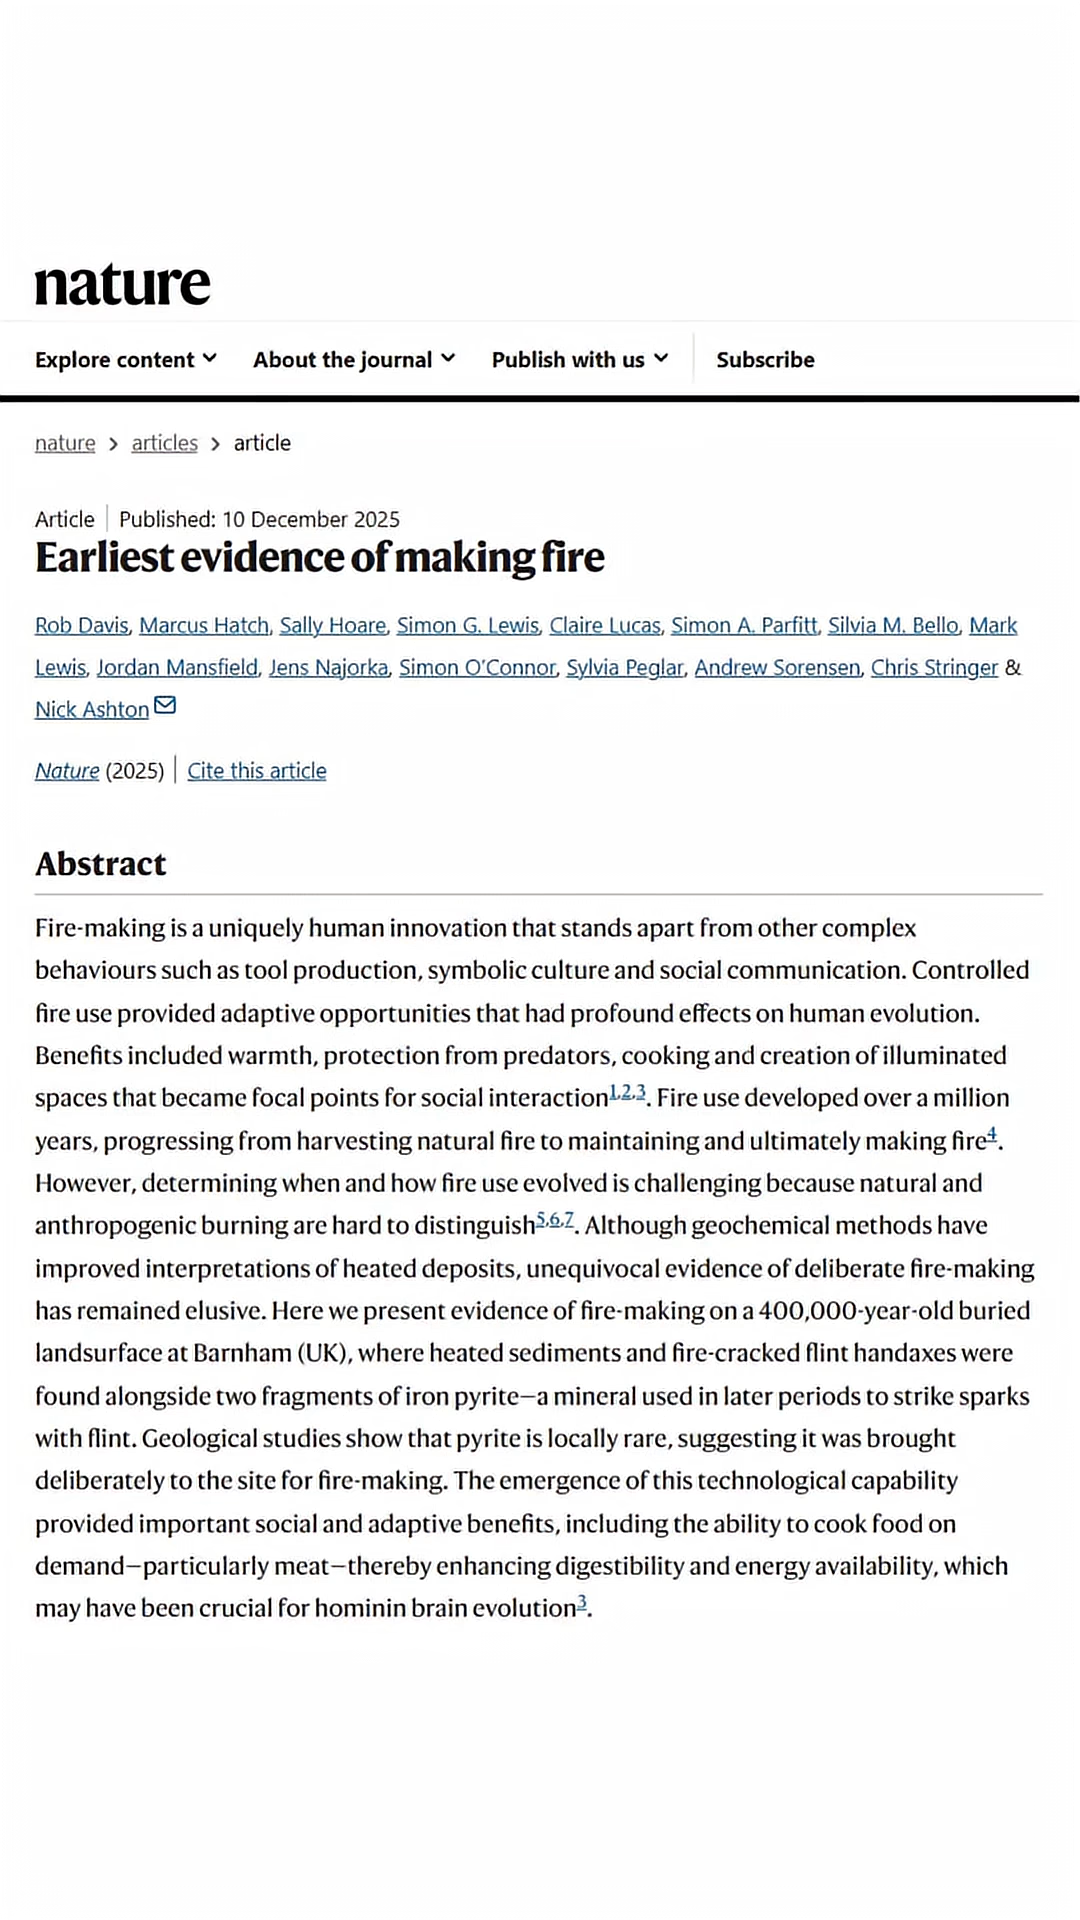 nature
Explore content About the journal Publish with us Subscribe
nature > articles > article
Article | Published: 10 December 2025
Earliest evidence of making fire
Rob Davis, Marcus Hatch, Sally Hoare, Simon G. Lewis, Claire Lucas, Simon A. Parfitt, Silvia M. Bello, Mark
Lewis, Jordan Mansfield, Jens Najorka, Simon O'Connor, Sylvia Peglar, Andrew Sorensen, Chris Stringer &
Nick Ashton
Nature (2025) | Cite this article
Abstract
Fire-making is a uniquely human innovation that stands apart from other complex
behaviours such as tool production, symbolic culture and social communication. Controlled
fire use provided adaptive opportunities that had profound effects on human evolution.
Benefits included warmth, protection from predators, cooking and creation of illuminated
spaces that became focal points for social interaction1,2,3. Fire use developed over a million
years, progressing from harvesting natural fire to maintaining and ultimately making fire4.
However, determining when and how fire use evolved is challenging because natural and
anthropogenic burning are hard to distinguish5,6,7. Although geochemical methods have
improved interpretations of heated deposits, unequivocal evidence of deliberate fire-making
has remained elusive. Here we present evidence of fire-making on a 400,000-year-old buried
landsurface at Barnham (UK), where heated sediments and fire-cracked flint handaxes were
found alongside two fragments of iron pyrite—a mineral used in later periods to strike sparks
with flint. Geological studies show that pyrite is locally rare, suggesting it was brought
deliberately to the site for fire-making. The emergence of this technological capability
provided important social and adaptive benefits, including the ability to cook food on
demand—particularly meat—thereby enhancing digestibility and energy availability, which
may have been crucial for hominin brain evolution3.